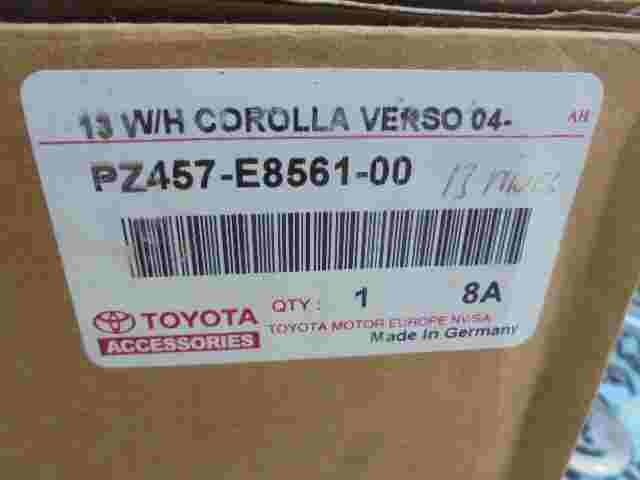 13 W/H COROLLA VERSO 04-
AH
PZ457-E8561-00
13
QTY : 1 8A
TOYOTA
ACCESSORIES
TOYOTA MOTOR EUROPE NV/SA
Made In Germany